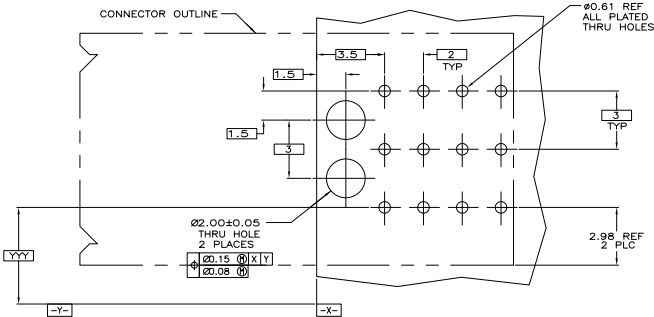 CONNECTOR OUTLINE
Ø0.61 REF
ALL PLATED
THRU HOLES
3.5
2
TYP
1.5
1.5
3
3
TYP
Ø2.00±0.05
THRU HOLE
2 PLACES
Ø0.15 Ⓜ X Y
Ø0.08 Ⓜ
2.98 REF
2 PLC
YYY
-Y-
-X-